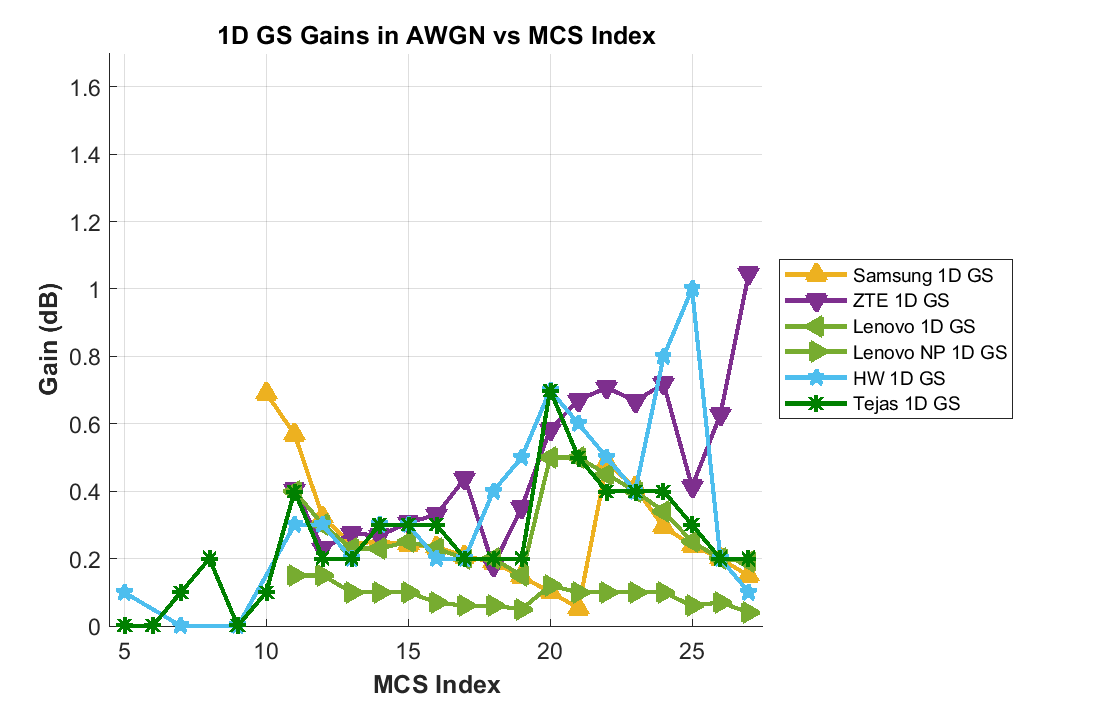 1D GS Gains in AWGN vs MCS Index
1.6
1.4
1.2
1
0.8
0.6
0.4
0.2
0
Gain (dB)
5 10 15 20 25
MCS Index
Samsung 1D GS
ZTE 1D GS
Lenovo 1D GS
Lenovo NP 1D GS
HW 1D GS
Tejas 1D GS